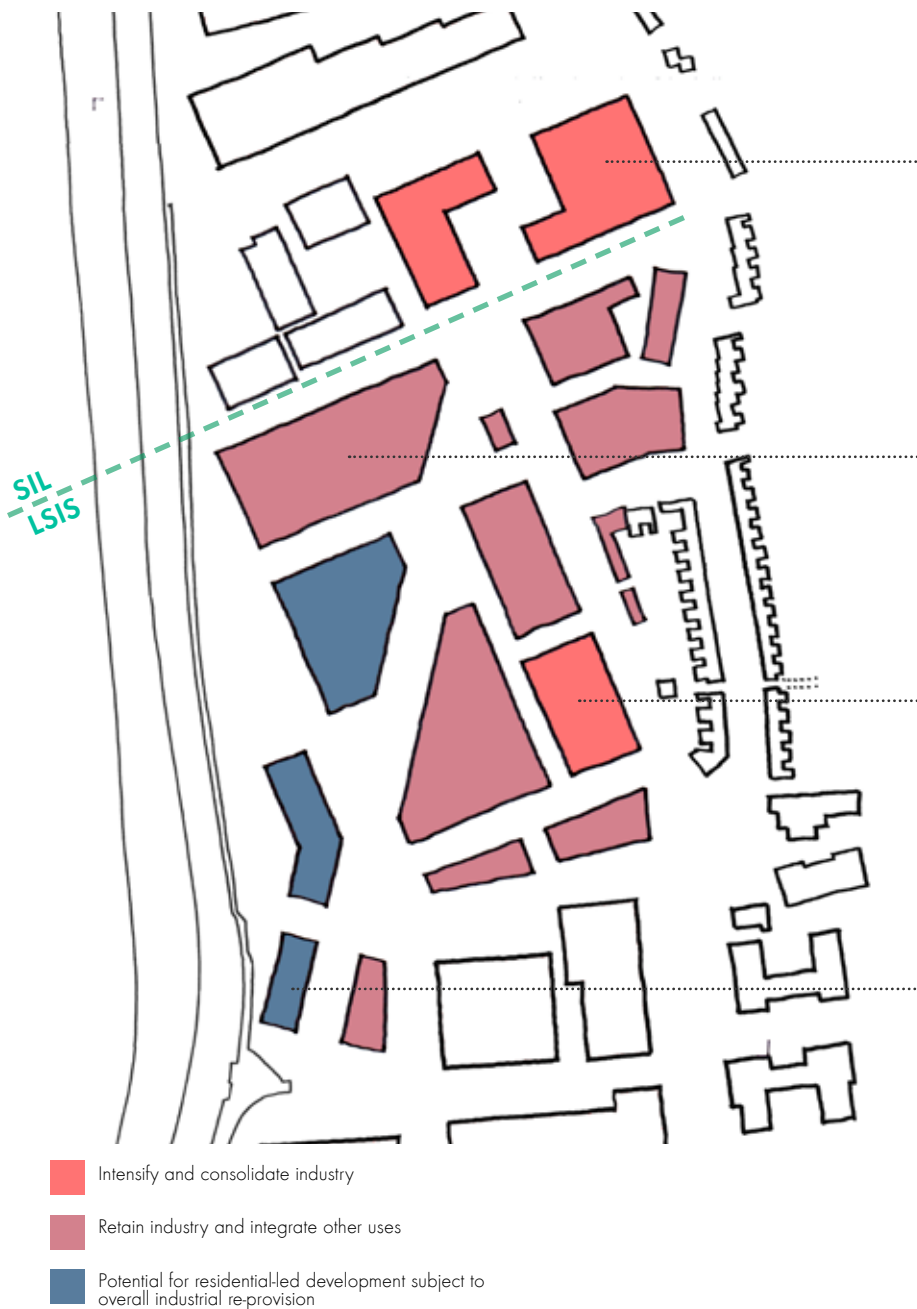 SIL
LSIS
Intensify and consolidate industry
Retain industry and integrate other uses
Potential for residential-led development subject to
overall industrial re-provision